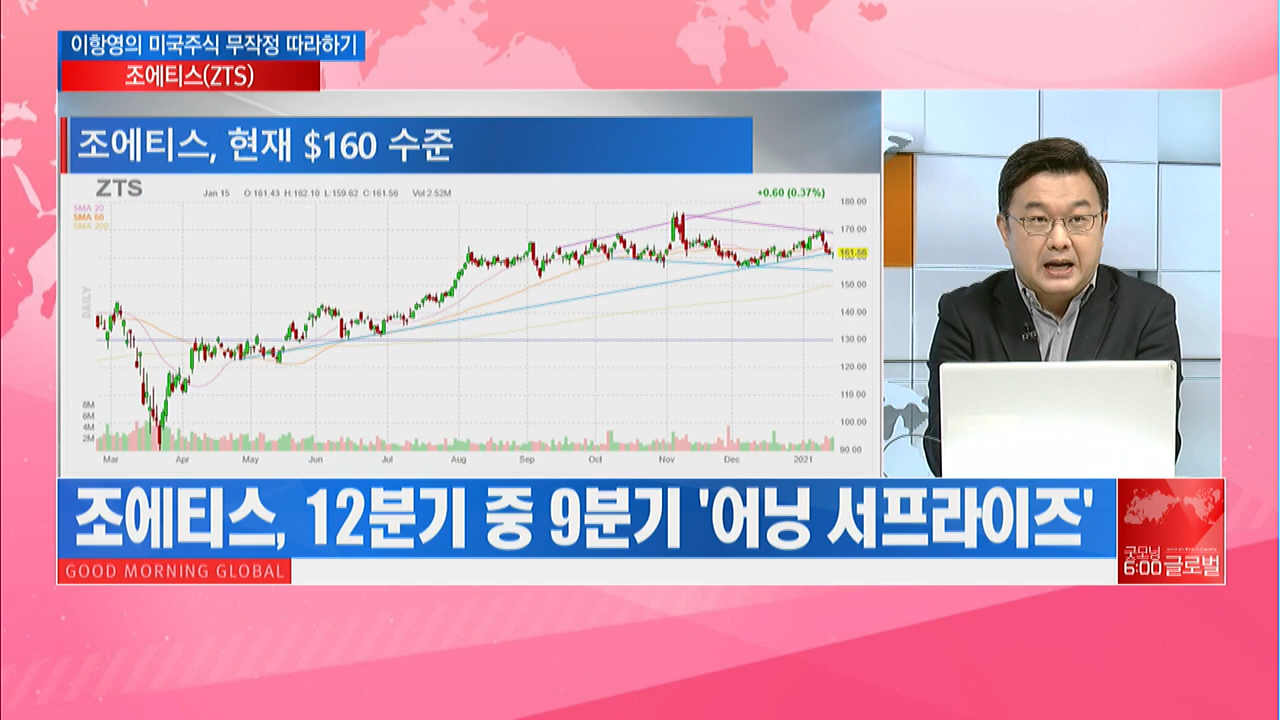 이항영의 미국주식 무작정 따라하기
조에티스(ZTS)
조에티스, 현재 $160 수준
ZTS
Jan 15 O:161.43 H:162.10 L:159.62 C:161.56 Vol:2.52M
+0.60 (0.37%)
SMA 20
SMA 50
SMA 200
DAILY
180.00
170.00
161.56
160.00
150.00
140.00
130.00
120.00
110.00
100.00
90.00
8M
6M
4M
2M
Mar Apr May Jun Jul Aug Sep Oct Nov Dec 2021
조에티스, 12분기 중 9분기 '어닝 서프라이즈'
GOOD MORNING GLOBAL
굿모닝
6:00 글로벌